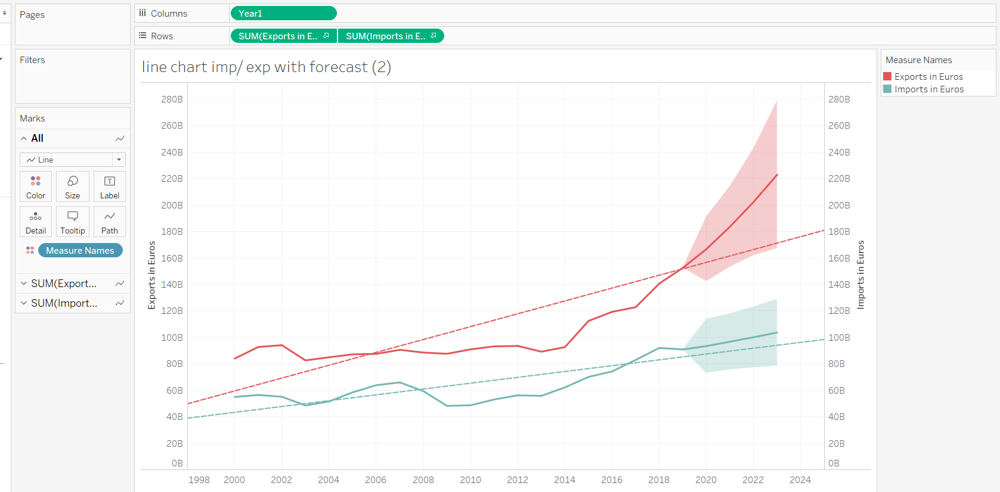 Pages
Columns
Year1
Rows
SUM(Exports in E..
SUM(Imports in E..
Filters
Marks
All
Line
Color
Size
Label
Detail
Tooltip
Path
Measure Names
SUM(Export...
SUM(Import...
line chart imp/ exp with forecast (2)
Exports in Euros
280B
260B
240B
220B
200B
180B
160B
140B
120B
100B
80B
60B
40B
20B
0B
1998
2000
2002
2004
2006
2008
2010
2012
2014
2016
2018
2020
2022
2024
280B
260B
240B
220B
200B
180B
160B
140B
120B
100B
80B
60B
40B
20B
0B
Imports in Euros
Measure Names
Exports in Euros
Imports in Euros
..